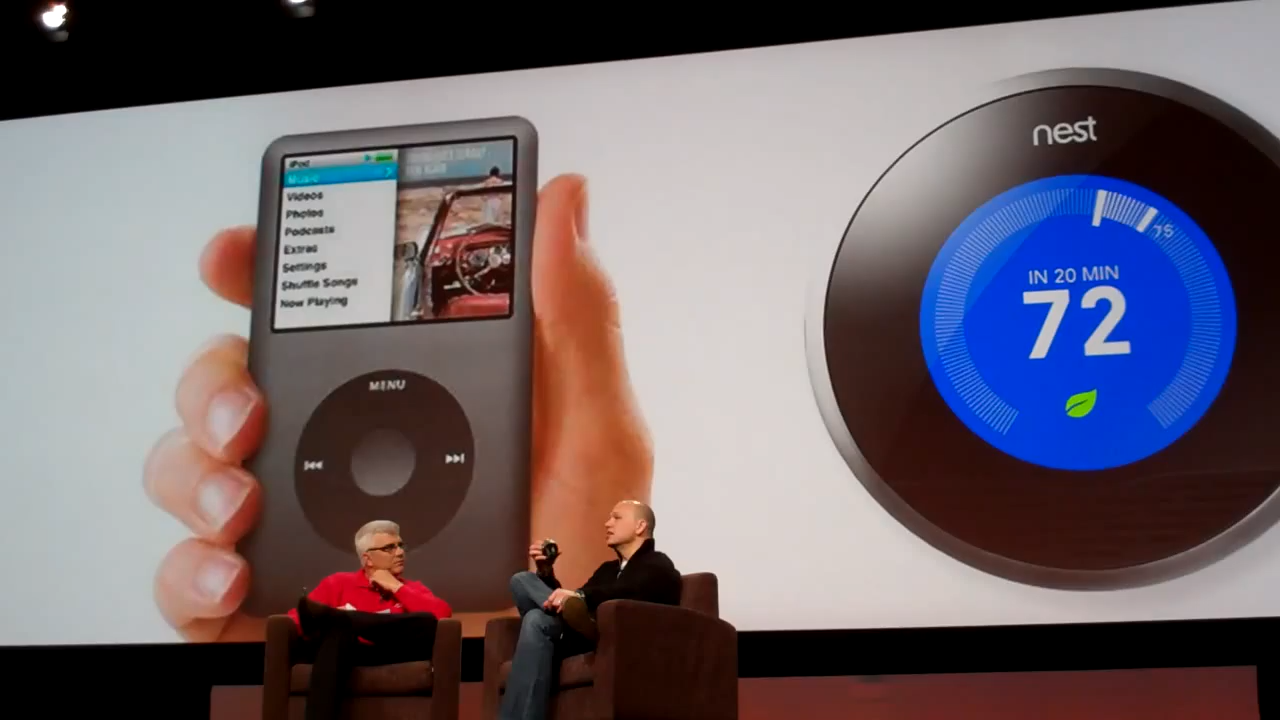 iPod
Music
Videos
Photos
Podcasts
Extras
Settings
Shuffle Songs
Now Playing
MENU
nest
75
IN 20 MIN
72